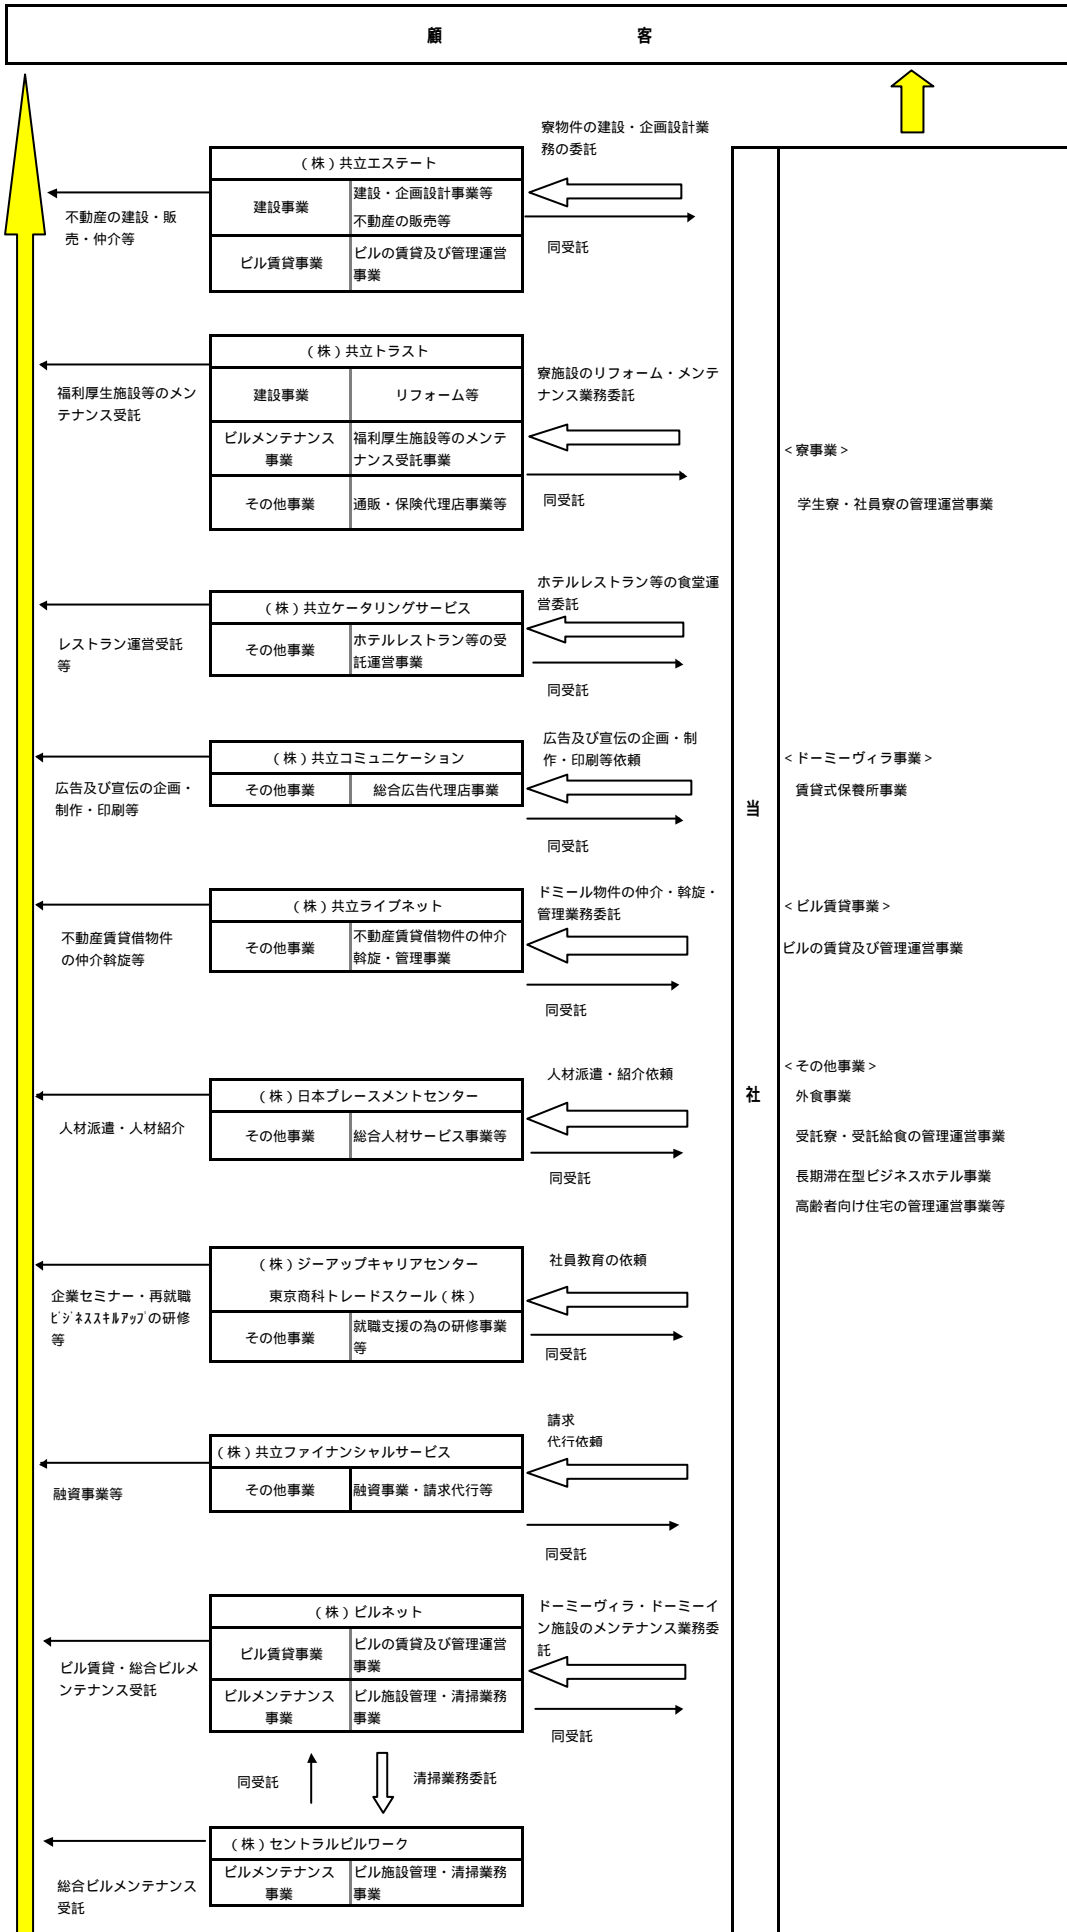 顧　客
寮物件の建設・企画設計業
務の委託
(株)共立エステート
建設事業
建設・企画設計事業等
不動産の販売等
ビル賃貸事業
ビルの賃貸及び管理運営
事業
不動産の建設・販
売・仲介等
同受託
(株)共立トラスト
建設事業
リフォーム等
ビルメンテナンス
事業
福利厚生施設等のメンテ
ナンス受託事業
その他事業
通販・保険代理店事業等
福利厚生施設等のメン
テナンス受託
寮施設のリフォーム・メンテ
ナンス業務委託
同受託
(株)共立ケータリングサービス
その他事業
ホテルレストラン等の受
託運営事業
レストラン運営受託
等
ホテルレストラン等の食堂運
営委託
同受託
(株)共立コミュニケーション
その他事業
総合広告代理店事業
広告及び宣伝の企画・
制作・印刷等
広告及び宣伝の企画・制
作・印刷等依頼
同受託
(株)共立ライブネット
その他事業
不動産賃貸借物件の仲介
斡旋・管理事業
不動産賃貸借物件
の仲介斡旋等
ドミール物件の仲介・斡旋・
管理業務委託
同受託
(株)日本プレースメントセンター
その他事業
総合人材サービス事業等
人材派遣・人材紹介
人材派遣・紹介依頼
同受託
(株)ジーアップキャリアセンター
東京商科トレードスクール(株)
その他事業
就職支援の為の研修事業
等
企業セミナー・再就職
ﾋﾞｼﾞﾈｽｽｷﾙｱｯﾌﾟの研修
等
社員教育の依頼
同受託
(株)共立ファイナンシャルサービス
その他事業
融資事業・請求代行等
融資事業等
請求
代行依頼
同受託
(株)ビルネット
ビル賃貸事業
ビルの賃貸及び管理運営
事業
ビルメンテナンス
事業
ビル施設管理・清掃業務
事業
ビル賃貸・総合ビルメ
ンテナンス受託
ドーミーヴィラ・ドーミーイ
ン施設のメンテナンス業務委
託
同受託
同受託
清掃業務委託
(株)セントラルビルワーク
ビルメンテナンス
事業
ビル施設管理・清掃業務
事業
総合ビルメンテナンス
受託
当
社
<寮事業>
学生寮・社員寮の管理運営事業
<ドーミーヴィラ事業>
賃貸式保養所事業
<ビル賃貸事業>
ビルの賃貸及び管理運営事業
<その他事業>
外食事業
受託寮・受託給食の管理運営事業
長期滞在型ビジネスホテル事業
高齢者向け住宅の管理運営事業等